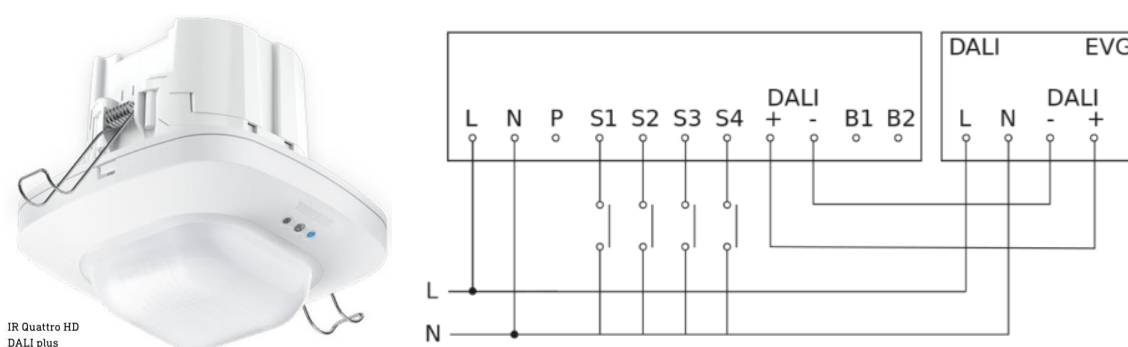 IR Quattro HD
DALI plus
DALI EVG
DALI DALI
L N P S1 S2 S3 S4 + - B1 B2 L N - +
L
N